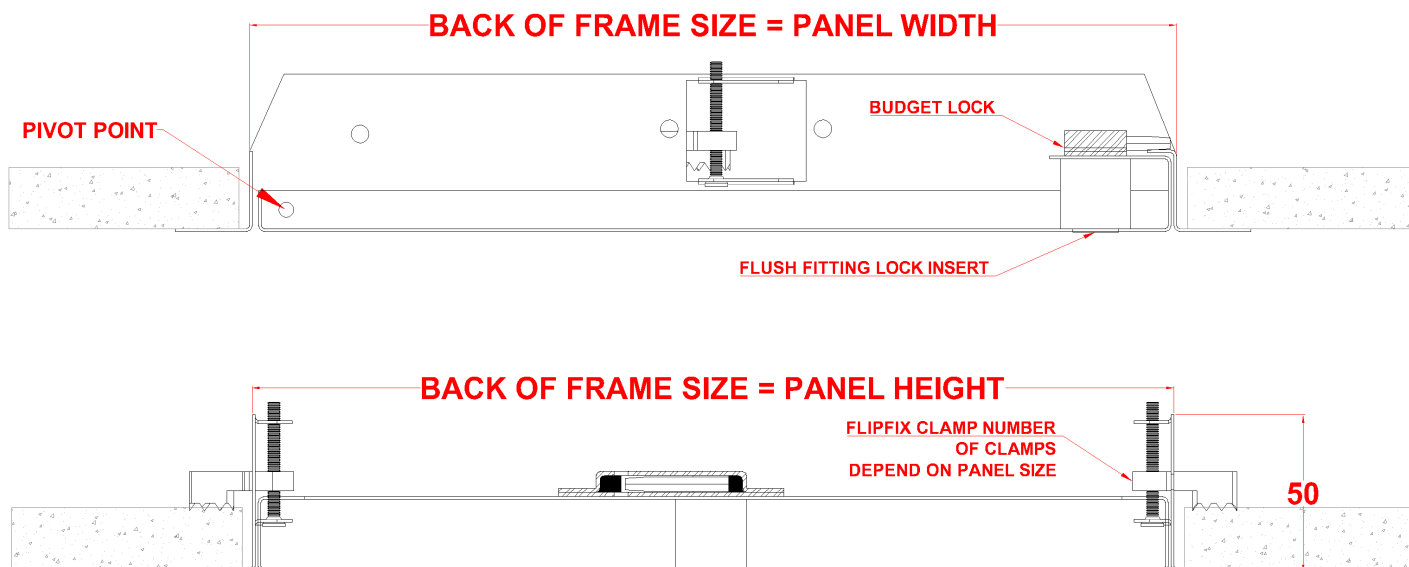 BACK OF FRAME SIZE = PANEL WIDTH
BUDGET LOCK
PIVOT POINT
FLUSH FITTING LOCK INSERT
BACK OF FRAME SIZE = PANEL HEIGHT
FLIPFIX CLAMP NUMBER
OF CLAMPS
DEPEND ON PANEL SIZE
50